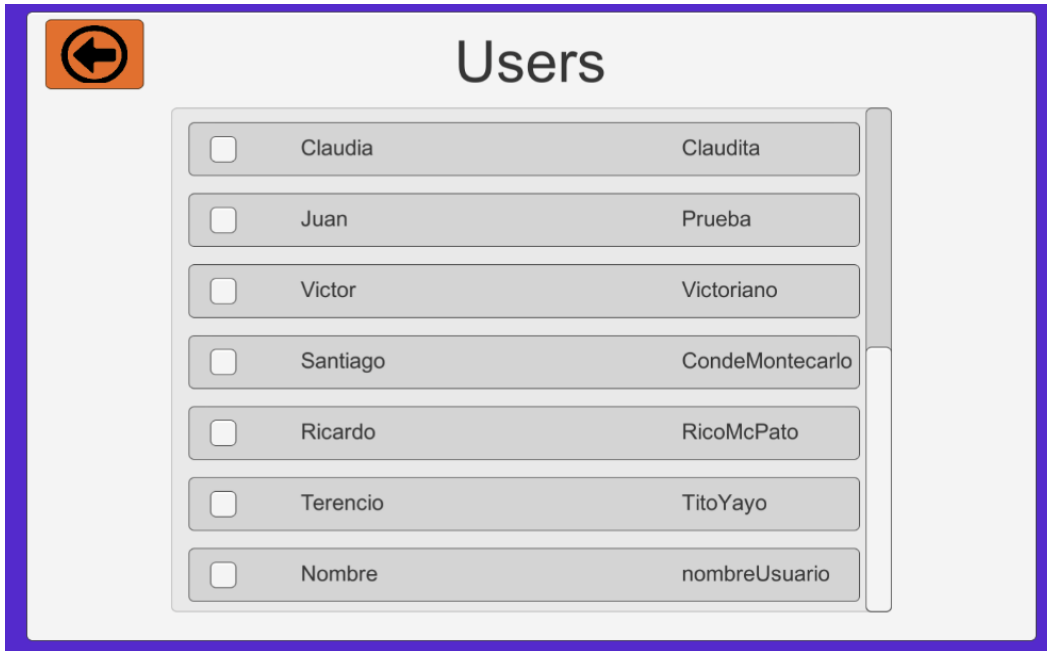 Users
Claudia Claudita
Juan Prueba
Victor Victoriano
Santiago CondeMontecarlo
Ricardo RicoMcPato
Terencio TitoYayo
Nombre nombreUsuario